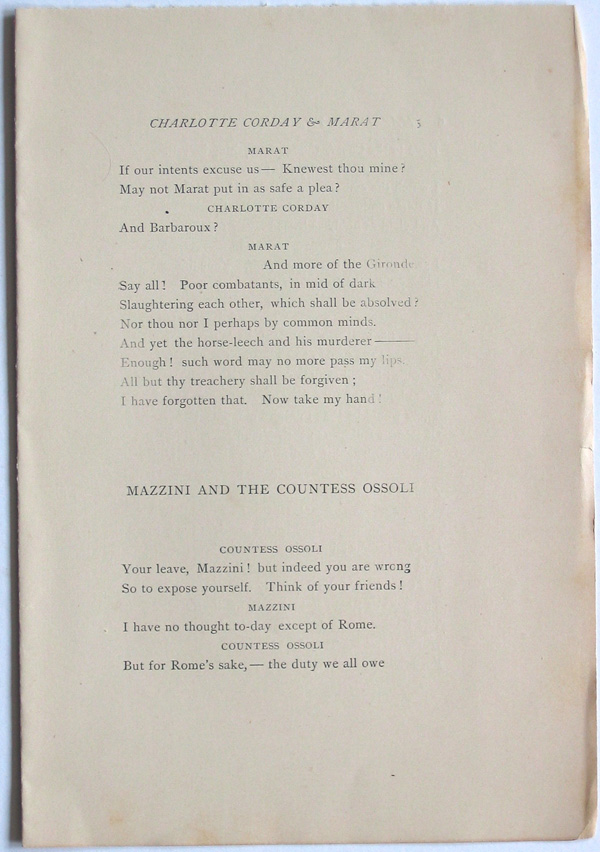 CHARLOTTE CORDAY & MARAT 5
MARAT
If our intents excuse us— Knewest thou mine?
May not Marat put in as safe a plea?
CHARLOTTE CORDAY
And Barbaroux?
MARAT
And more of the Gironde.
Say all! Poor combatants, in mid of dark
Slaughtering each other, which shall be absolved?
Nor thou nor I perhaps by common minds.
And yet the horse-leech and his murderer———
Enough! such word may no more pass my lips.
All but thy treachery shall be forgiven;
I have forgotten that. Now take my hand!
MAZZINI AND THE COUNTESS OSSOLI
COUNTESS OSSOLI
Your leave, Mazzini! but indeed you are wrong
So to expose yourself. Think of your friends!
MAZZINI
I have no thought to-day except of Rome.
COUNTESS OSSOLI
But for Rome's sake,— the duty we all owe